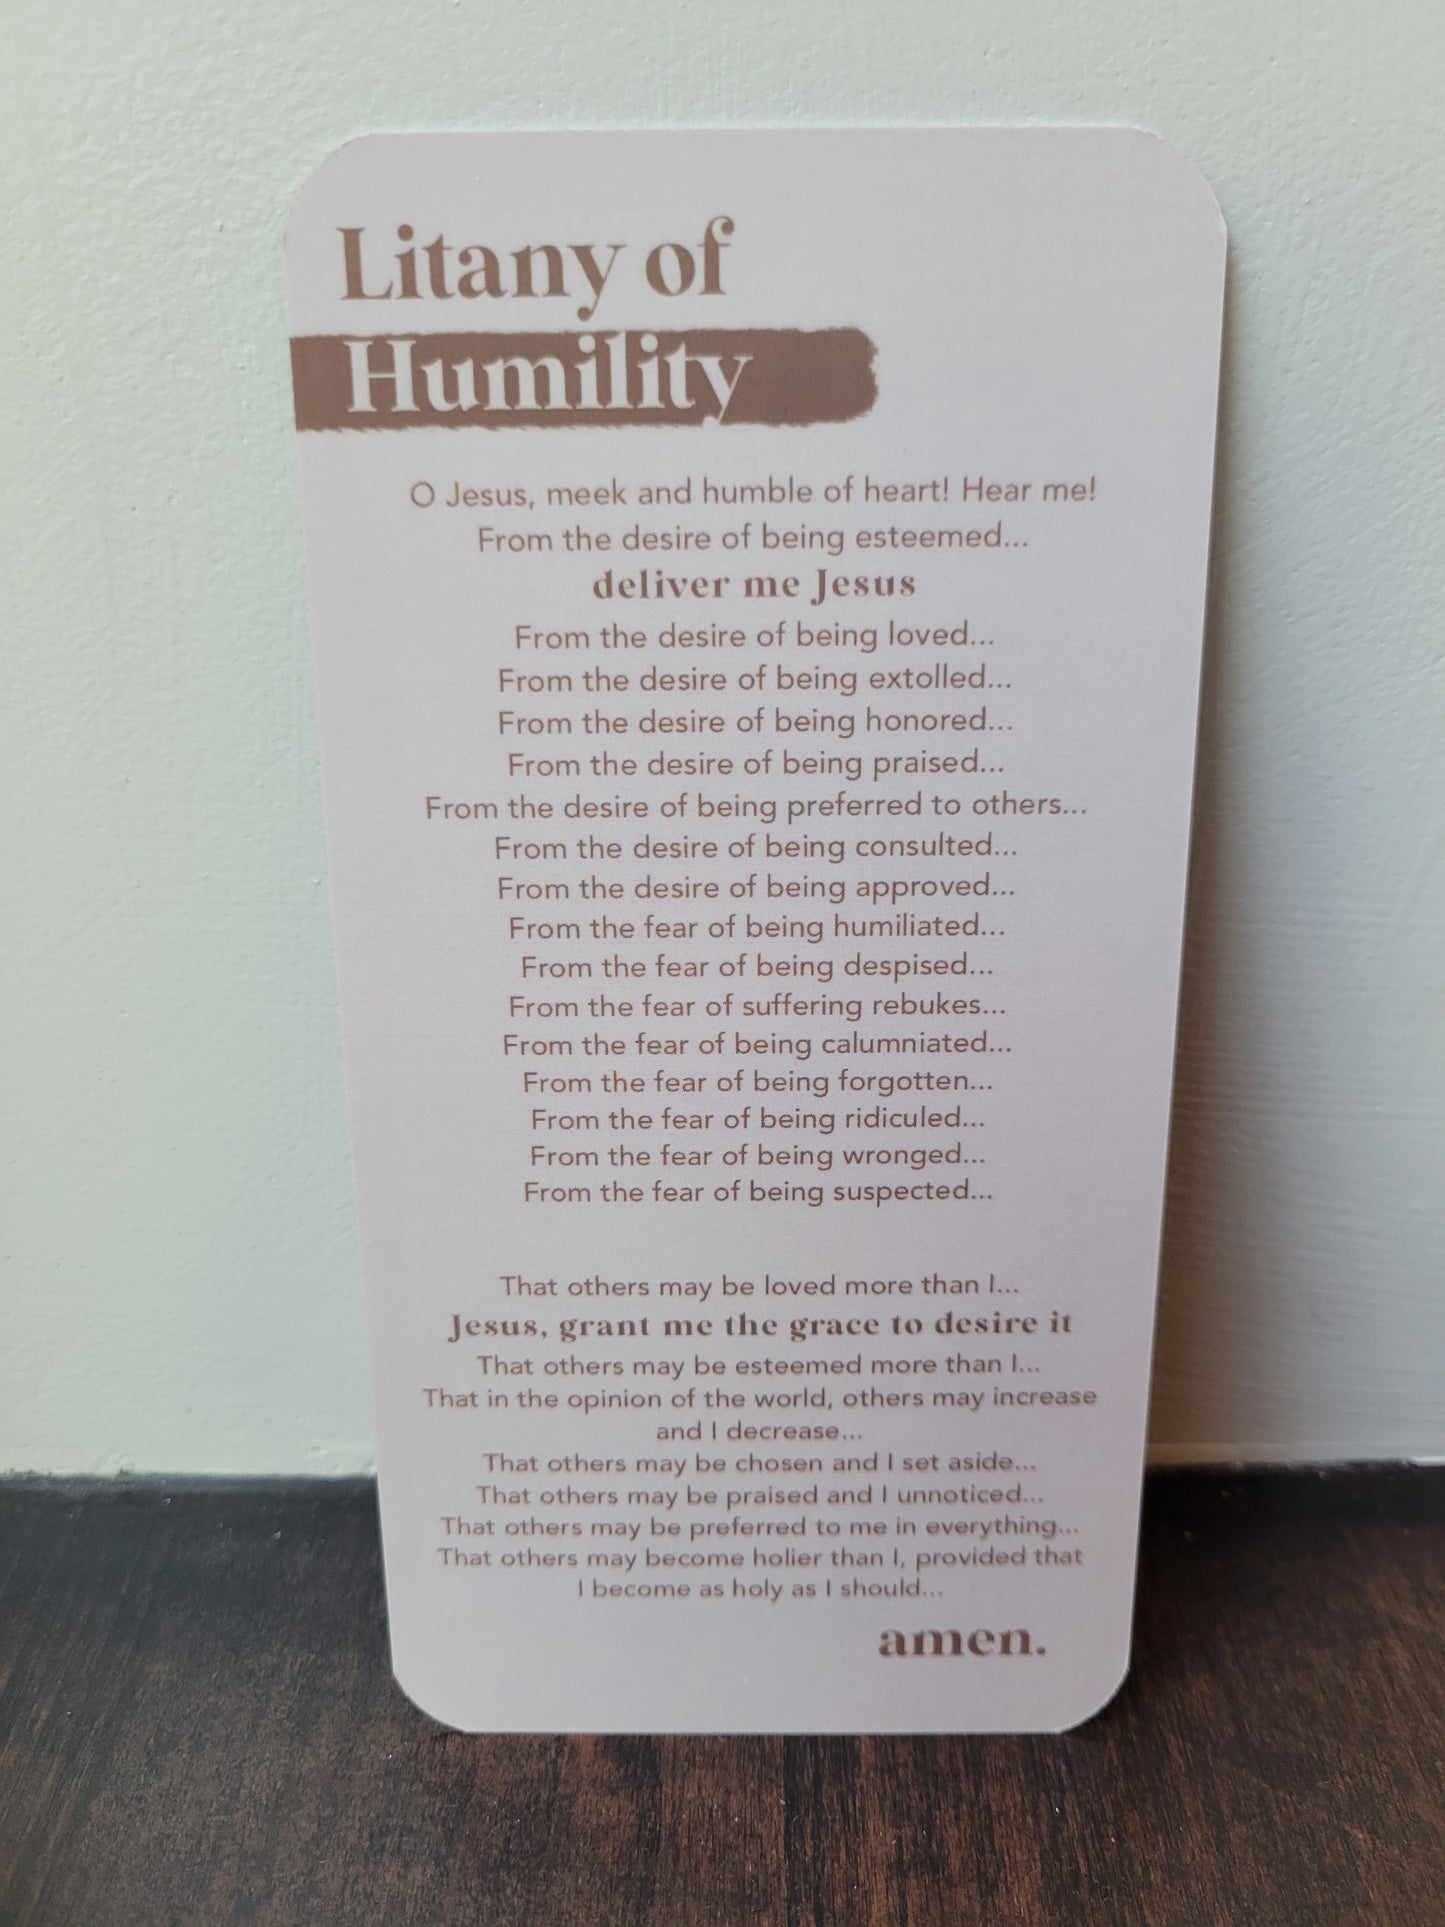 Litany of
Humility
O Jesus, meek and humble of heart! Hear me!
From the desire of being esteemed...
deliver me Jesus
From the desire of being loved...
From the desire of being extolled...
From the desire of being honored...
From the desire of being praised...
From the desire of being preferred to others...
From the desire of being consulted...
From the desire of being approved...
From the fear of being humiliated...
From the fear of being despised...
From the fear of suffering rebukes...
From the fear of being calumniated...
From the fear of being forgotten...
From the fear of being ridiculed...
From the fear of being wronged...
From the fear of being suspected...
That others may be loved more than I...
Jesus, grant me the grace to desire it
That others may be esteemed more than I...
That in the opinion of the world, others may increase
and I decrease...
That others may be chosen and I set aside...
That others may be praised and I unnoticed...
That others may be preferred to me in everything...
That others may become holier than I, provided that
I become as holy as I should...
amen.